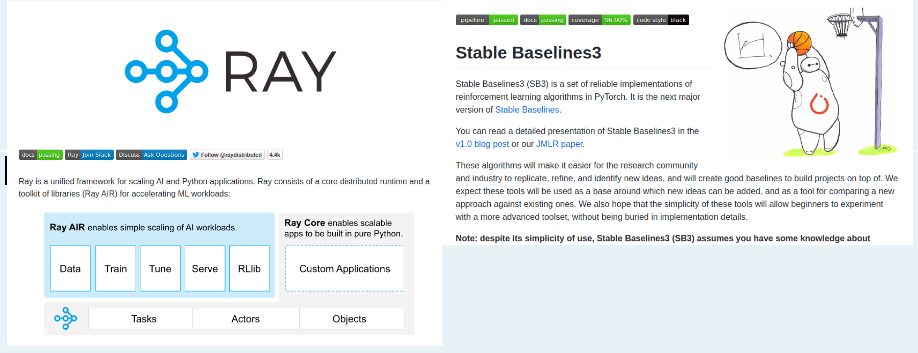 RAY
docs passing Ray Join Slack Discuss Ask Questions Follow @raydistributed 4.4k
Ray is a unified framework for scaling AI and Python applications. Ray consists of a core distributed runtime and a
toolkit of libraries (Ray AIR) for accelerating ML workloads:
Ray AIR enables simple scaling of AI workloads.
Data Train Tune Serve RLlib
Ray Core enables scalable
apps to be built in pure Python.
Custom Applications
Tasks Actors Objects
pipeline passed docs passing coverage 96.00% code style black
Stable Baselines3
Stable Baselines3 (SB3) is a set of reliable implementations of
reinforcement learning algorithms in PyTorch. It is the next major
version of Stable Baselines.
You can read a detailed presentation of Stable Baselines3 in the
v1.0 blog post or our JMLR paper.
These algorithms will make it easier for the research community
and industry to replicate, refine, and identify new ideas, and will create good baselines to build projects on top of. We
expect these tools will be used as a base around which new ideas can be added, and as a tool for comparing a new
approach against existing ones. We also hope that the simplicity of these tools will allow beginners to experiment
with a more advanced toolset, without being buried in implementation details.
Note: despite its simplicity of use, Stable Baselines3 (SB3) assumes you have some knowledge about